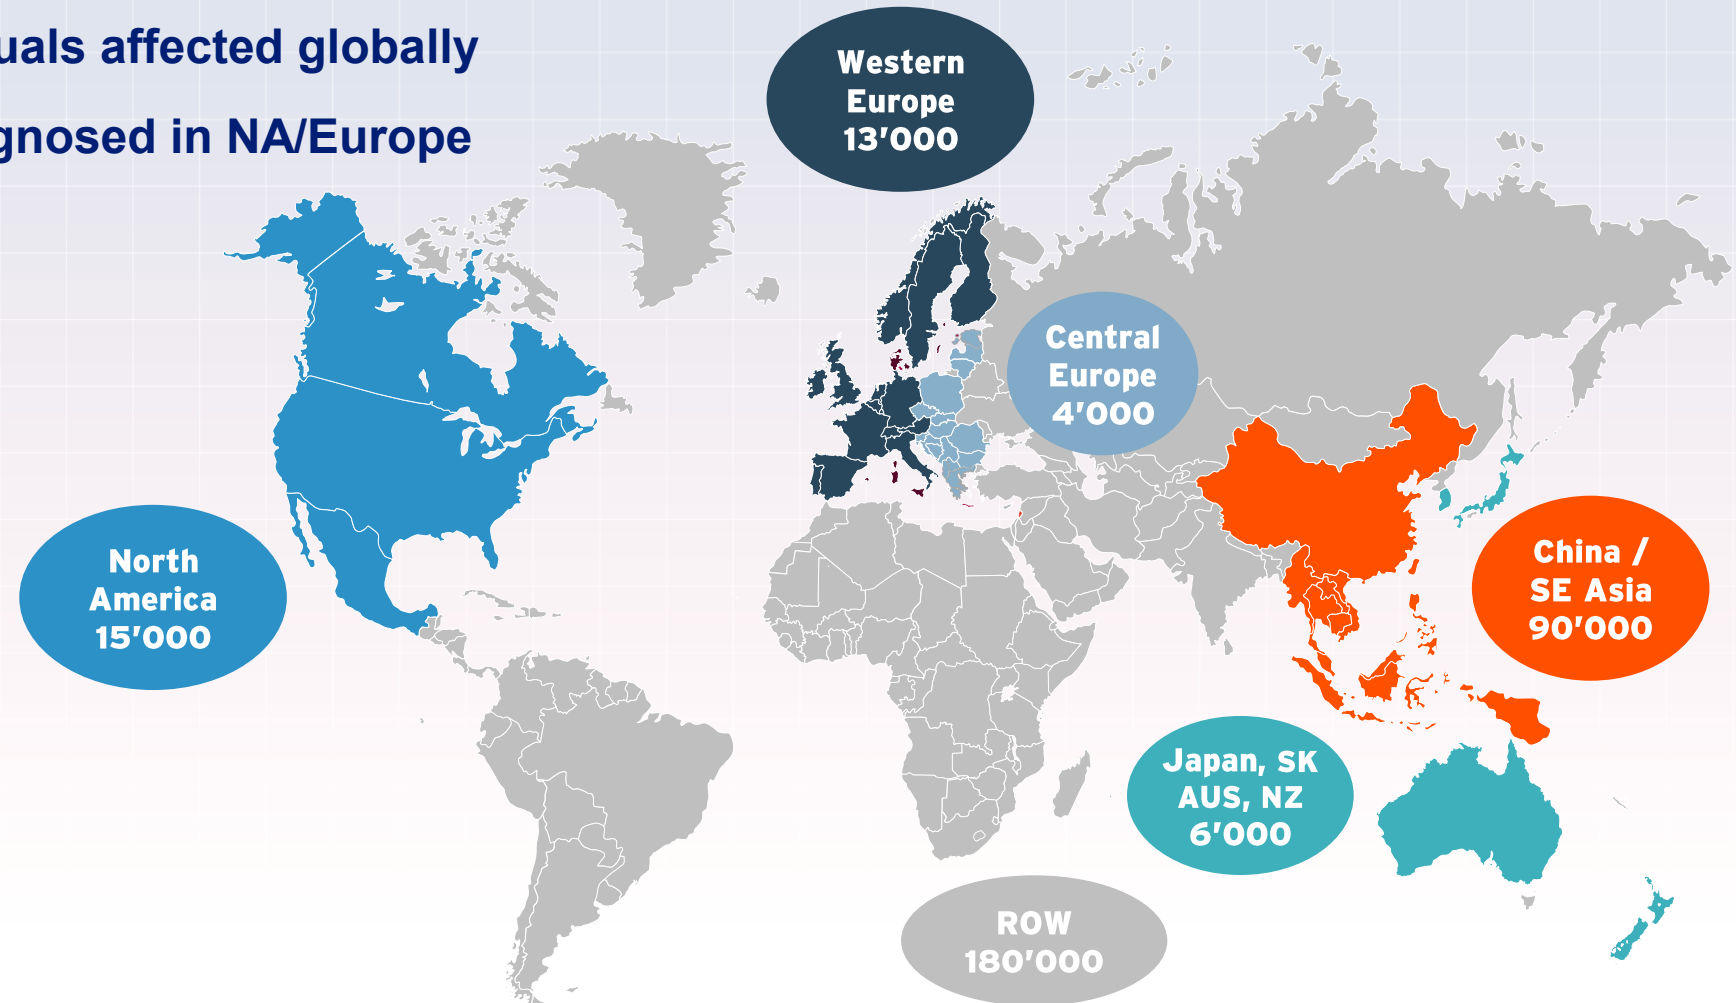 uals affected globally
gnosed in NA/Europe
Western
Europe
13'000
Central
Europe
4'000
North
America
15'000
China /
SE Asia
90'000
Japan, SK
AUS, NZ
6'000
ROW
180'000